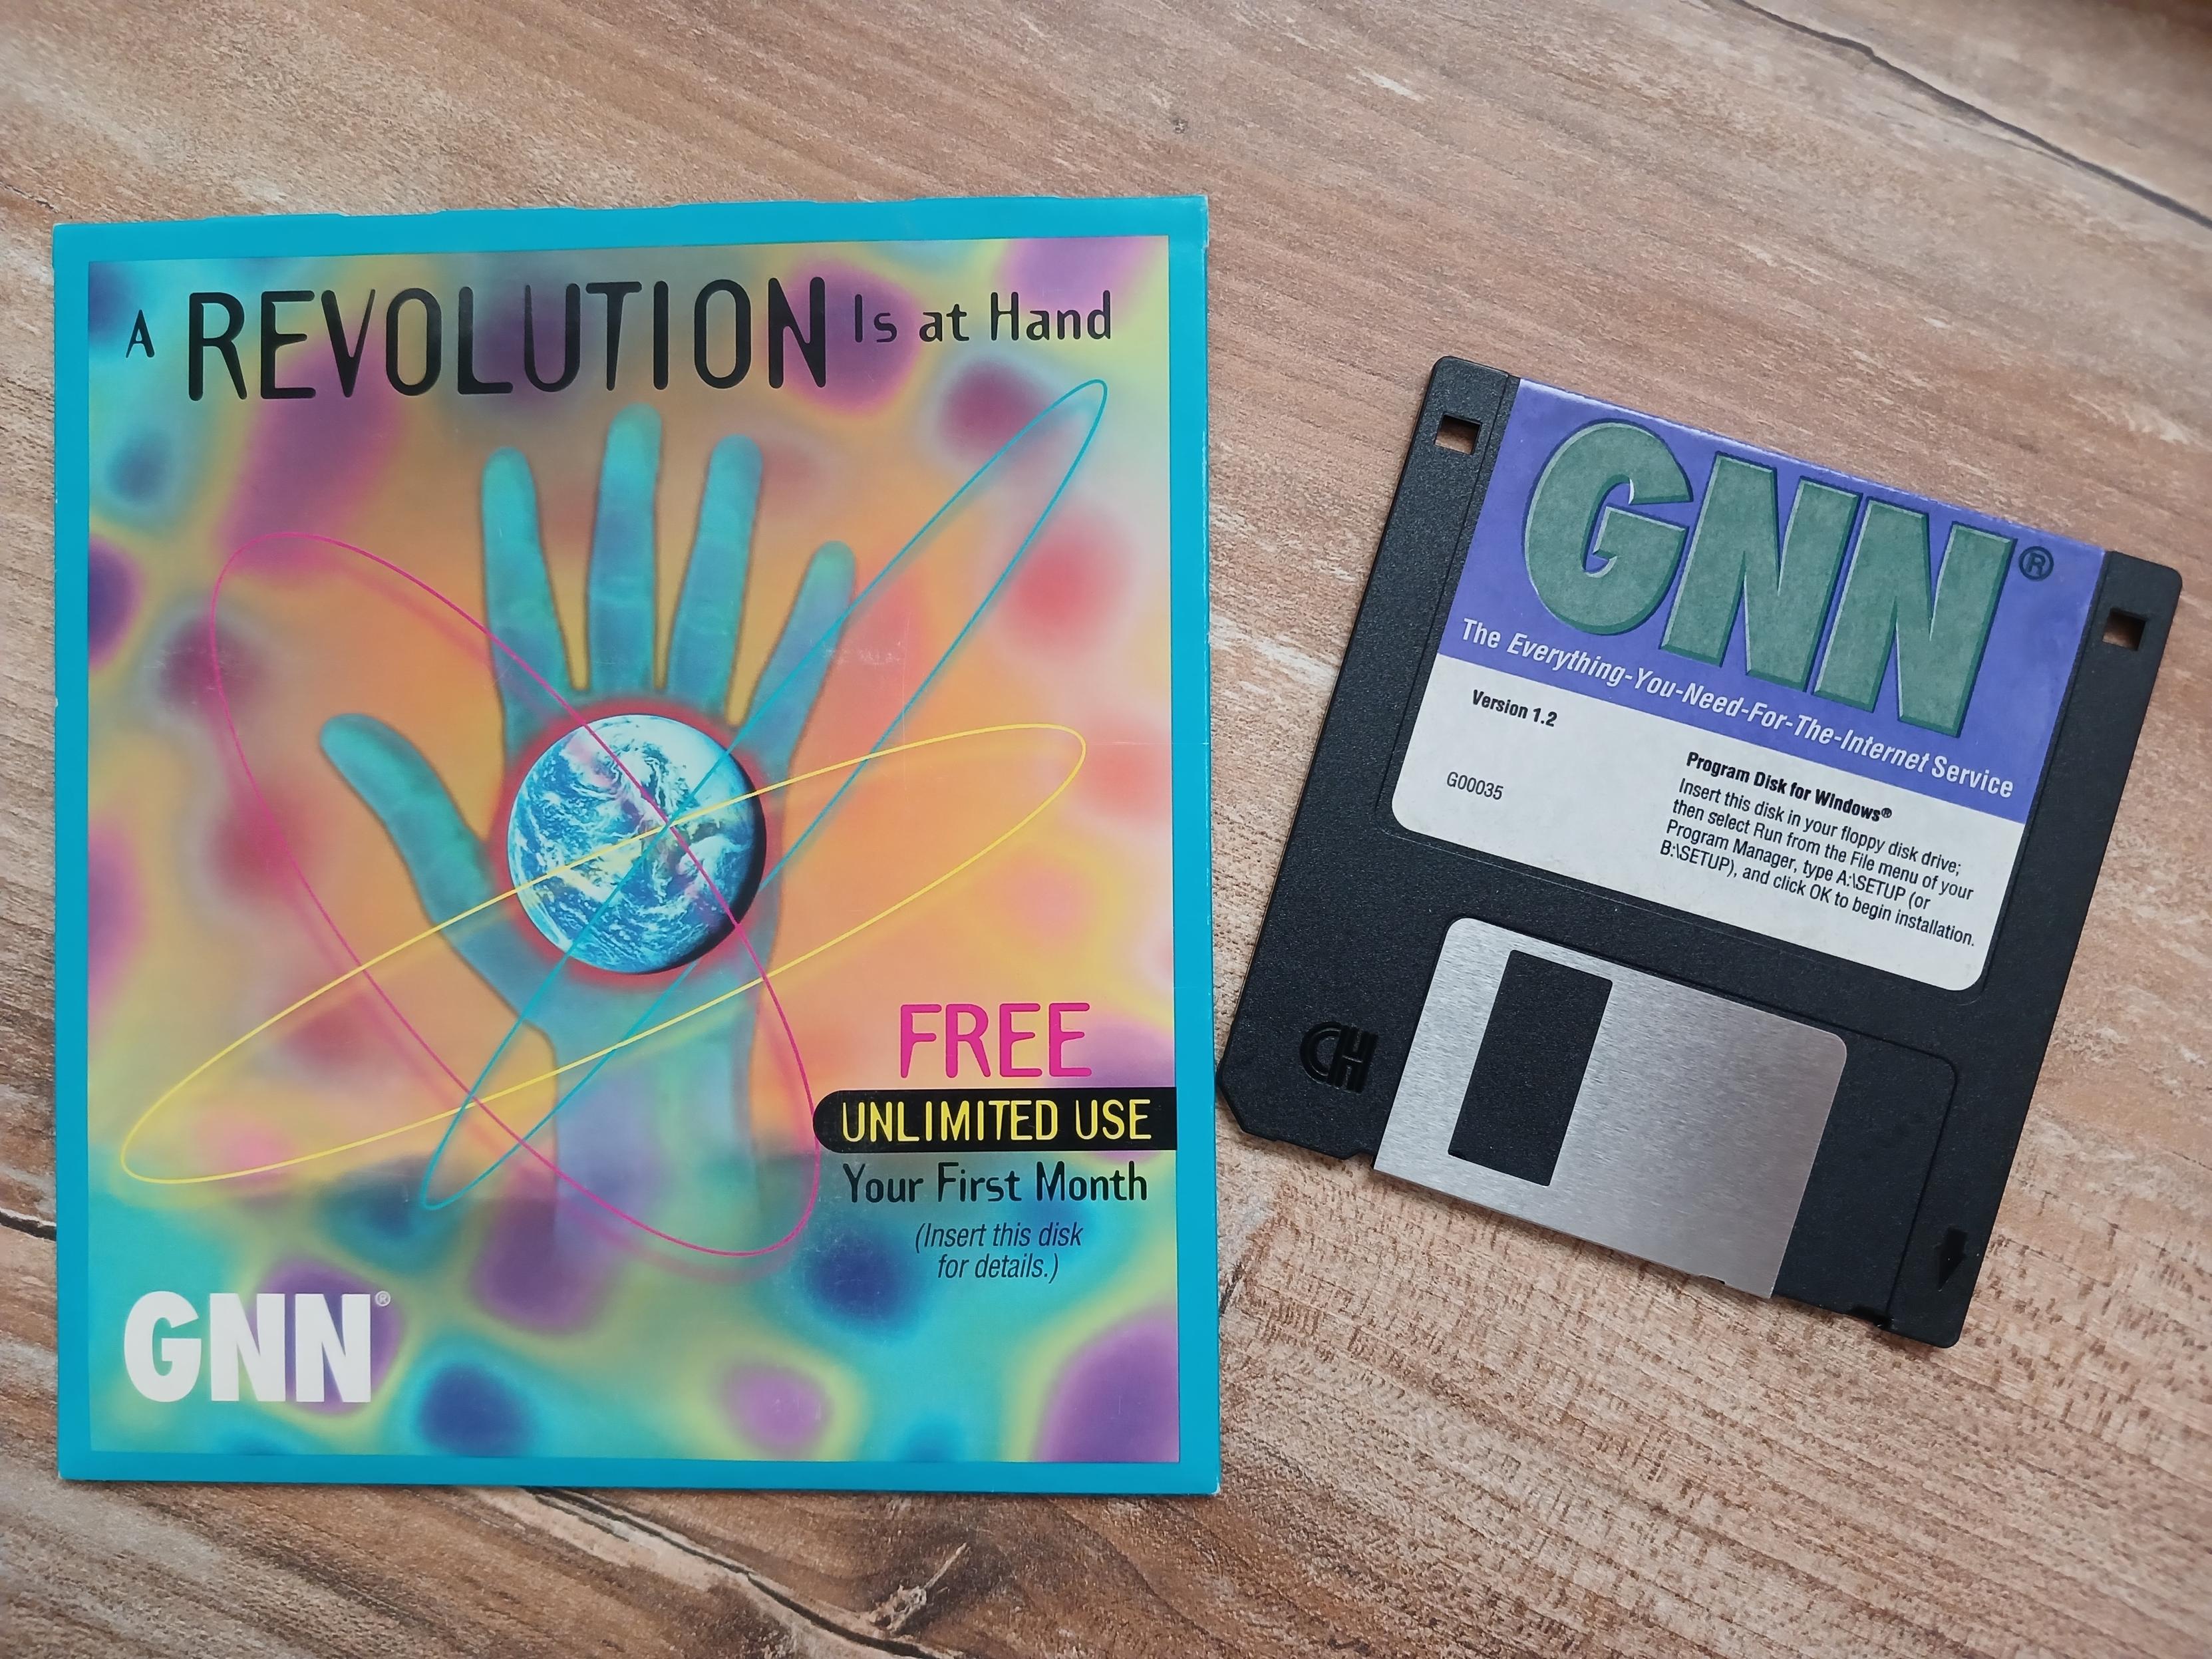 A REVOLUTION Is at Hand
FREE
UNLIMITED USE
Your First Month
(Insert this disk
for details.)
GNN®
GNN®
The Everything-You-Need-For-The-Internet Service
Version 1.2
G00035
Program Disk for Windows®
Insert this disk in your floppy disk drive;
then select Run from the File menu of your
Program Manager, type A:\SETUP (or
B:\SETUP), and click OK to begin installation.
CH